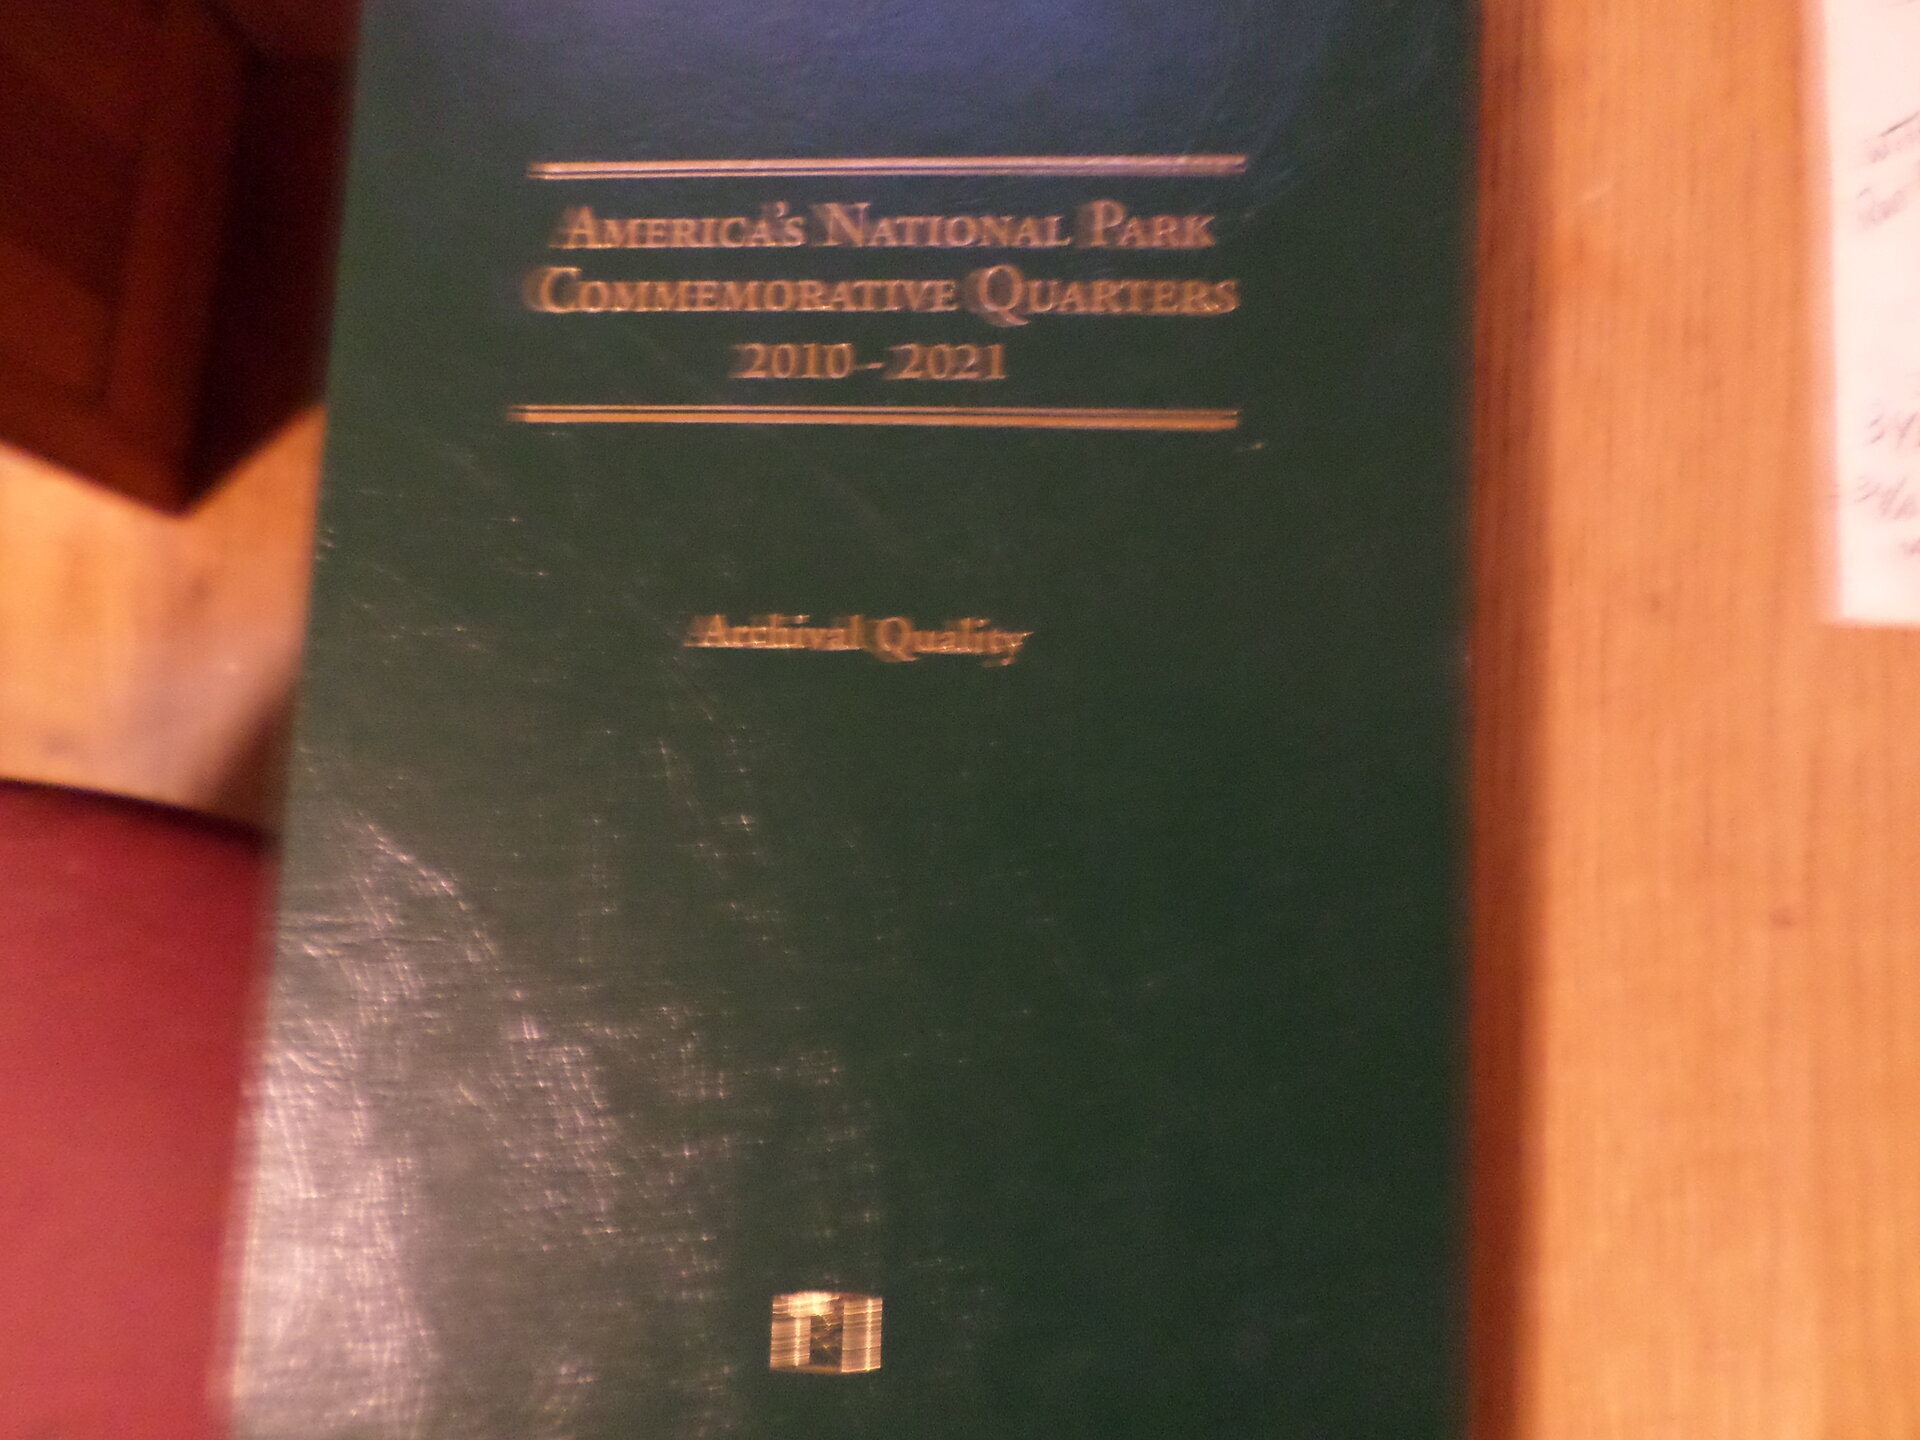 America's National Park
Commemorative Quarters
2010-2021
Archival Quality